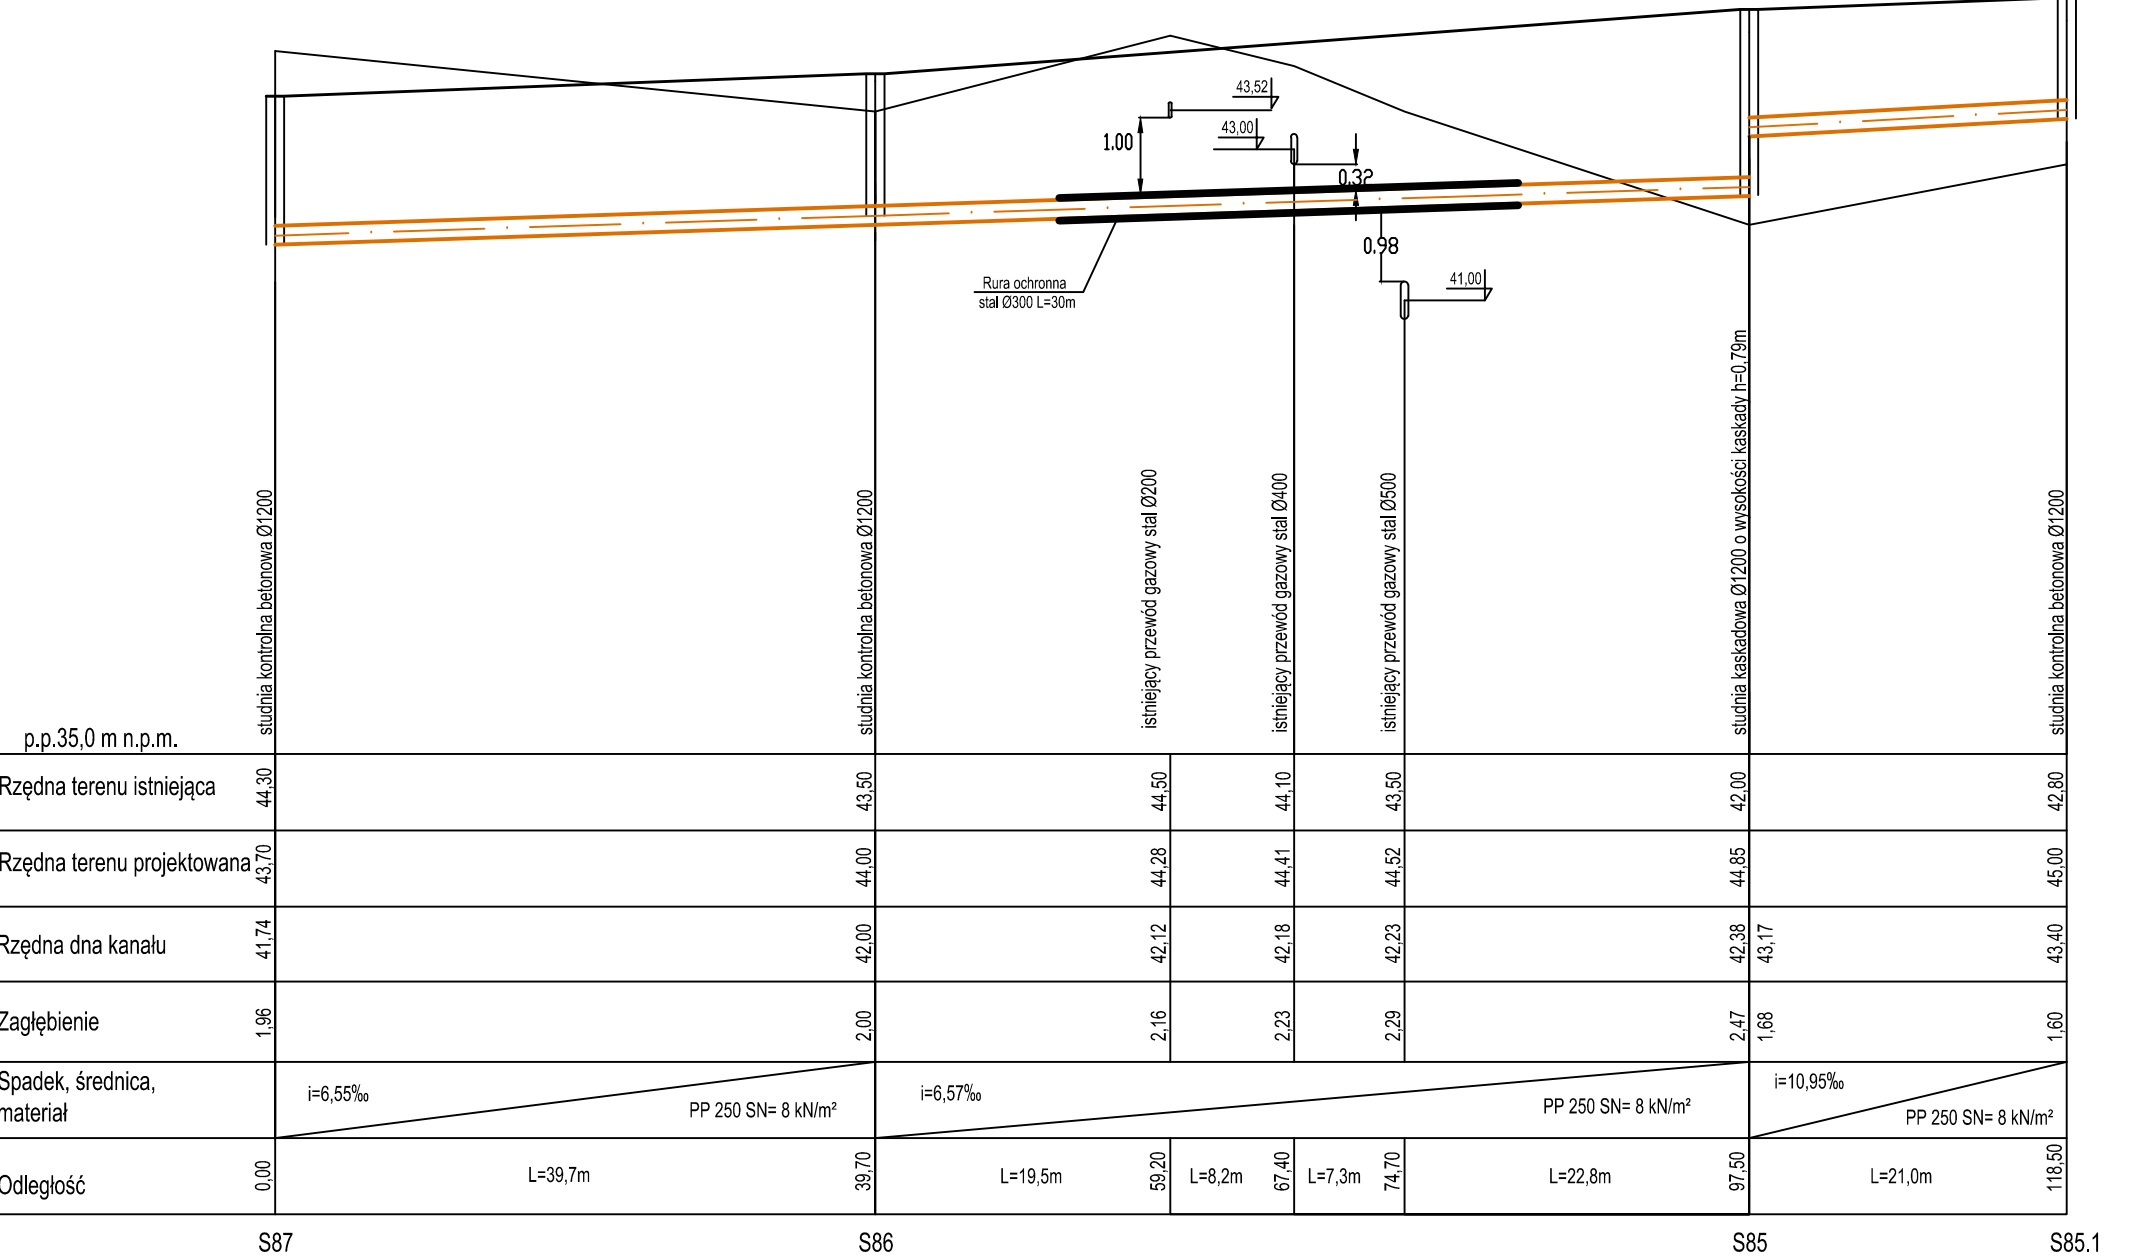 43,52
1.00
43,00
0.32
0.98
41,00
Rura ochronna
stal Ø300 L=30m
studnia kontrolna betonowa Ø1200
studnia kontrolna betonowa Ø1200
istniejący przewód gazowy stal Ø200
istniejący przewód gazowy stal Ø400
istniejący przewód gazowy stal Ø500
studnia kaskadowa Ø1200 o wysokości kaskady h=0,79m
studnia kontrolna betonowa Ø1200
p.p.35,0 m n.p.m.
Rzędna terenu istniejąca 44,30 43,50 44,50 44,10 43,50 42,00 42,80
Rzędna terenu projektowana 43,70 44,00 44,28 44,41 44,52 44,85 45,00
Rzędna dna kanału 41,74 42,00 42,12 42,18 42,23 42,38 43,17 43,40
Zagłębienie 1,96 2,00 2,16 2,23 2,29 2,47 1,68 1,60
Spadek, średnica,
materiał
i=6,55‰ PP 250 SN= 8 kN/m²
i=6,57‰ PP 250 SN= 8 kN/m²
i=10,95‰ PP 250 SN= 8 kN/m²
Odległość 0,00 L=39,7m 39,70 L=19,5m 59,20 L=8,2m 67,40 L=7,3m 74,70 L=22,8m 97,50 L=21,0m 118,50
S87 S86 S85 S85.1